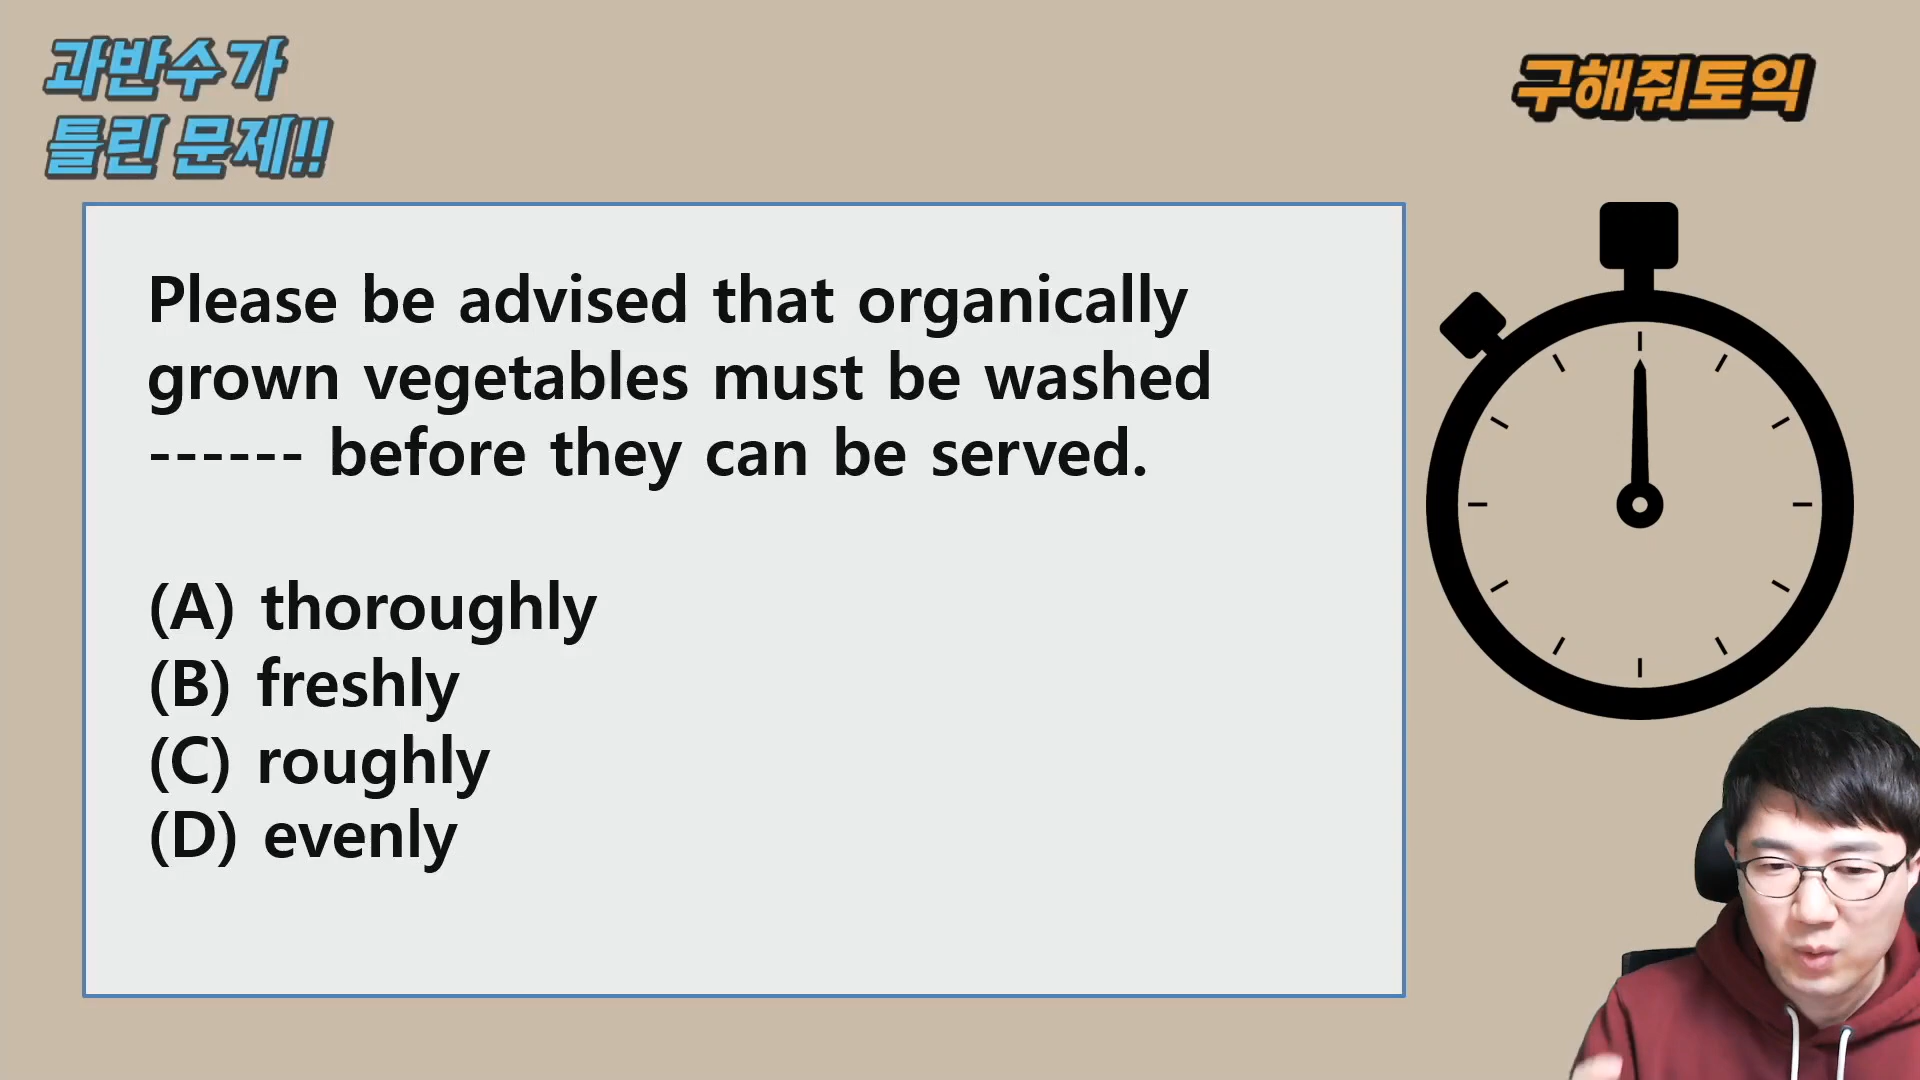 과반수가
틀린 문제!!
구해줘토익
Please be advised that organically
grown vegetables must be washed
------ before they can be served.
(A) thoroughly
(B) freshly
(C) roughly
(D) evenly